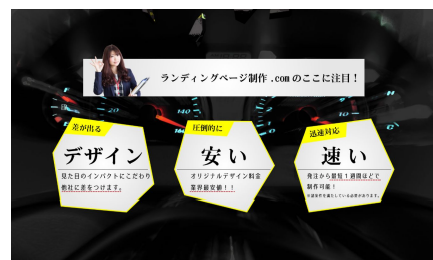 ランディングページ制作.comのここに注目！
差が出る
デザイン
見た目のインパクトにこだわり
他社に差をつけます。
圧倒的に
安い
オリジナルデザイン料金
業界最安値！！
迅速対応
速い
発注から最短１週間ほどで
制作可能！